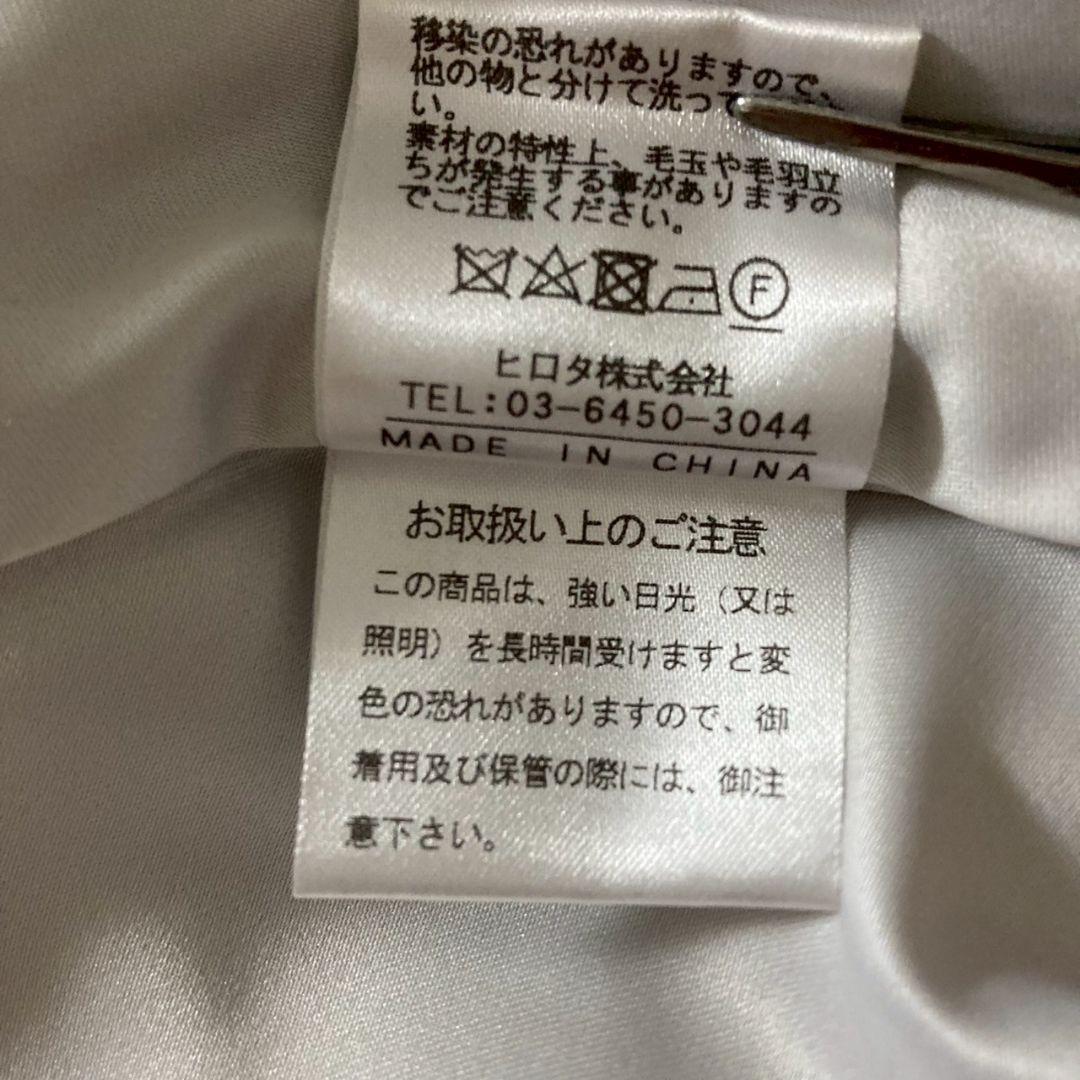 移染の恐れがありますので、
他の物と分けて洗って
い。
素材の特性上、毛玉や毛羽立
ちが発生する事がありますの
でご注意ください。
F
ヒロタ株式会社
TEL:03-6450-3044
MADE IN CHINA
お取扱い上のご注意
この商品は、強い日光（又は
照明）を長時間受けますと変
色の恐れがありますので、御
着用及び保管の際には、御注
意下さい。